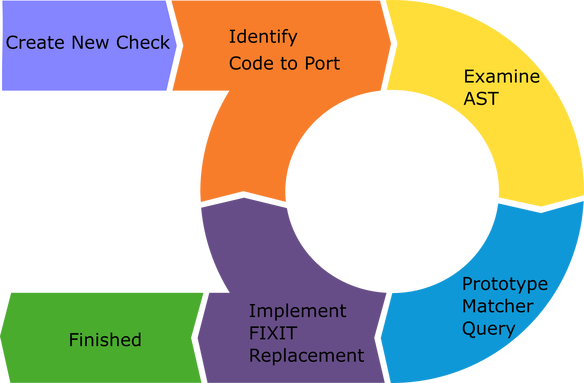 Create New Check
Identify
Code to Port
Examine
AST
Prototype
Matcher
Query
Implement
FIXIT
Replacement
Finished